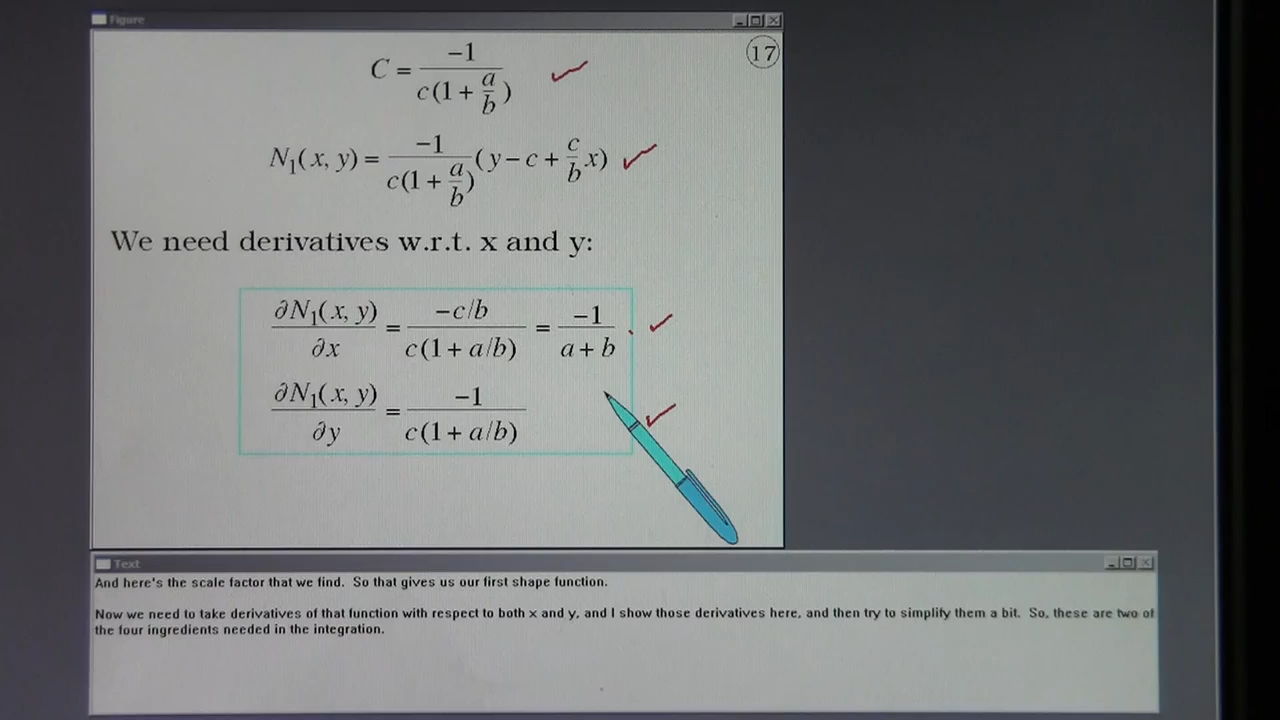 Figure
17
C = -1 / c(1 + a/b)
N₁(x, y) = -1 / c(1 + a/b) (y - c + c/b x)
We need derivatives w.r.t. x and y:
∂N₁(x, y)/∂x = -c/b / c(1 + a/b) = -1 / a + b
∂N₁(x, y)/∂y = -1 / c(1 + a/b)
Text
And here's the scale factor that we find. So that gives us our first shape function.
Now we need to take derivatives of that function with respect to both x and y, and I show those derivatives here, and then try to simplify them a bit. So, these are two of
the four ingredients needed in the integration.